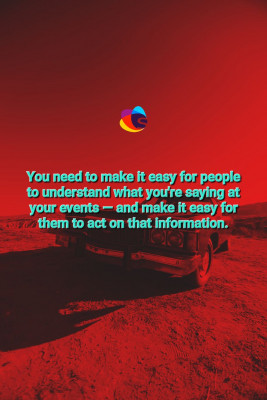 You need to make it easy for people
to understand what you're saying at
your events — and make it easy for
them to act on that information.